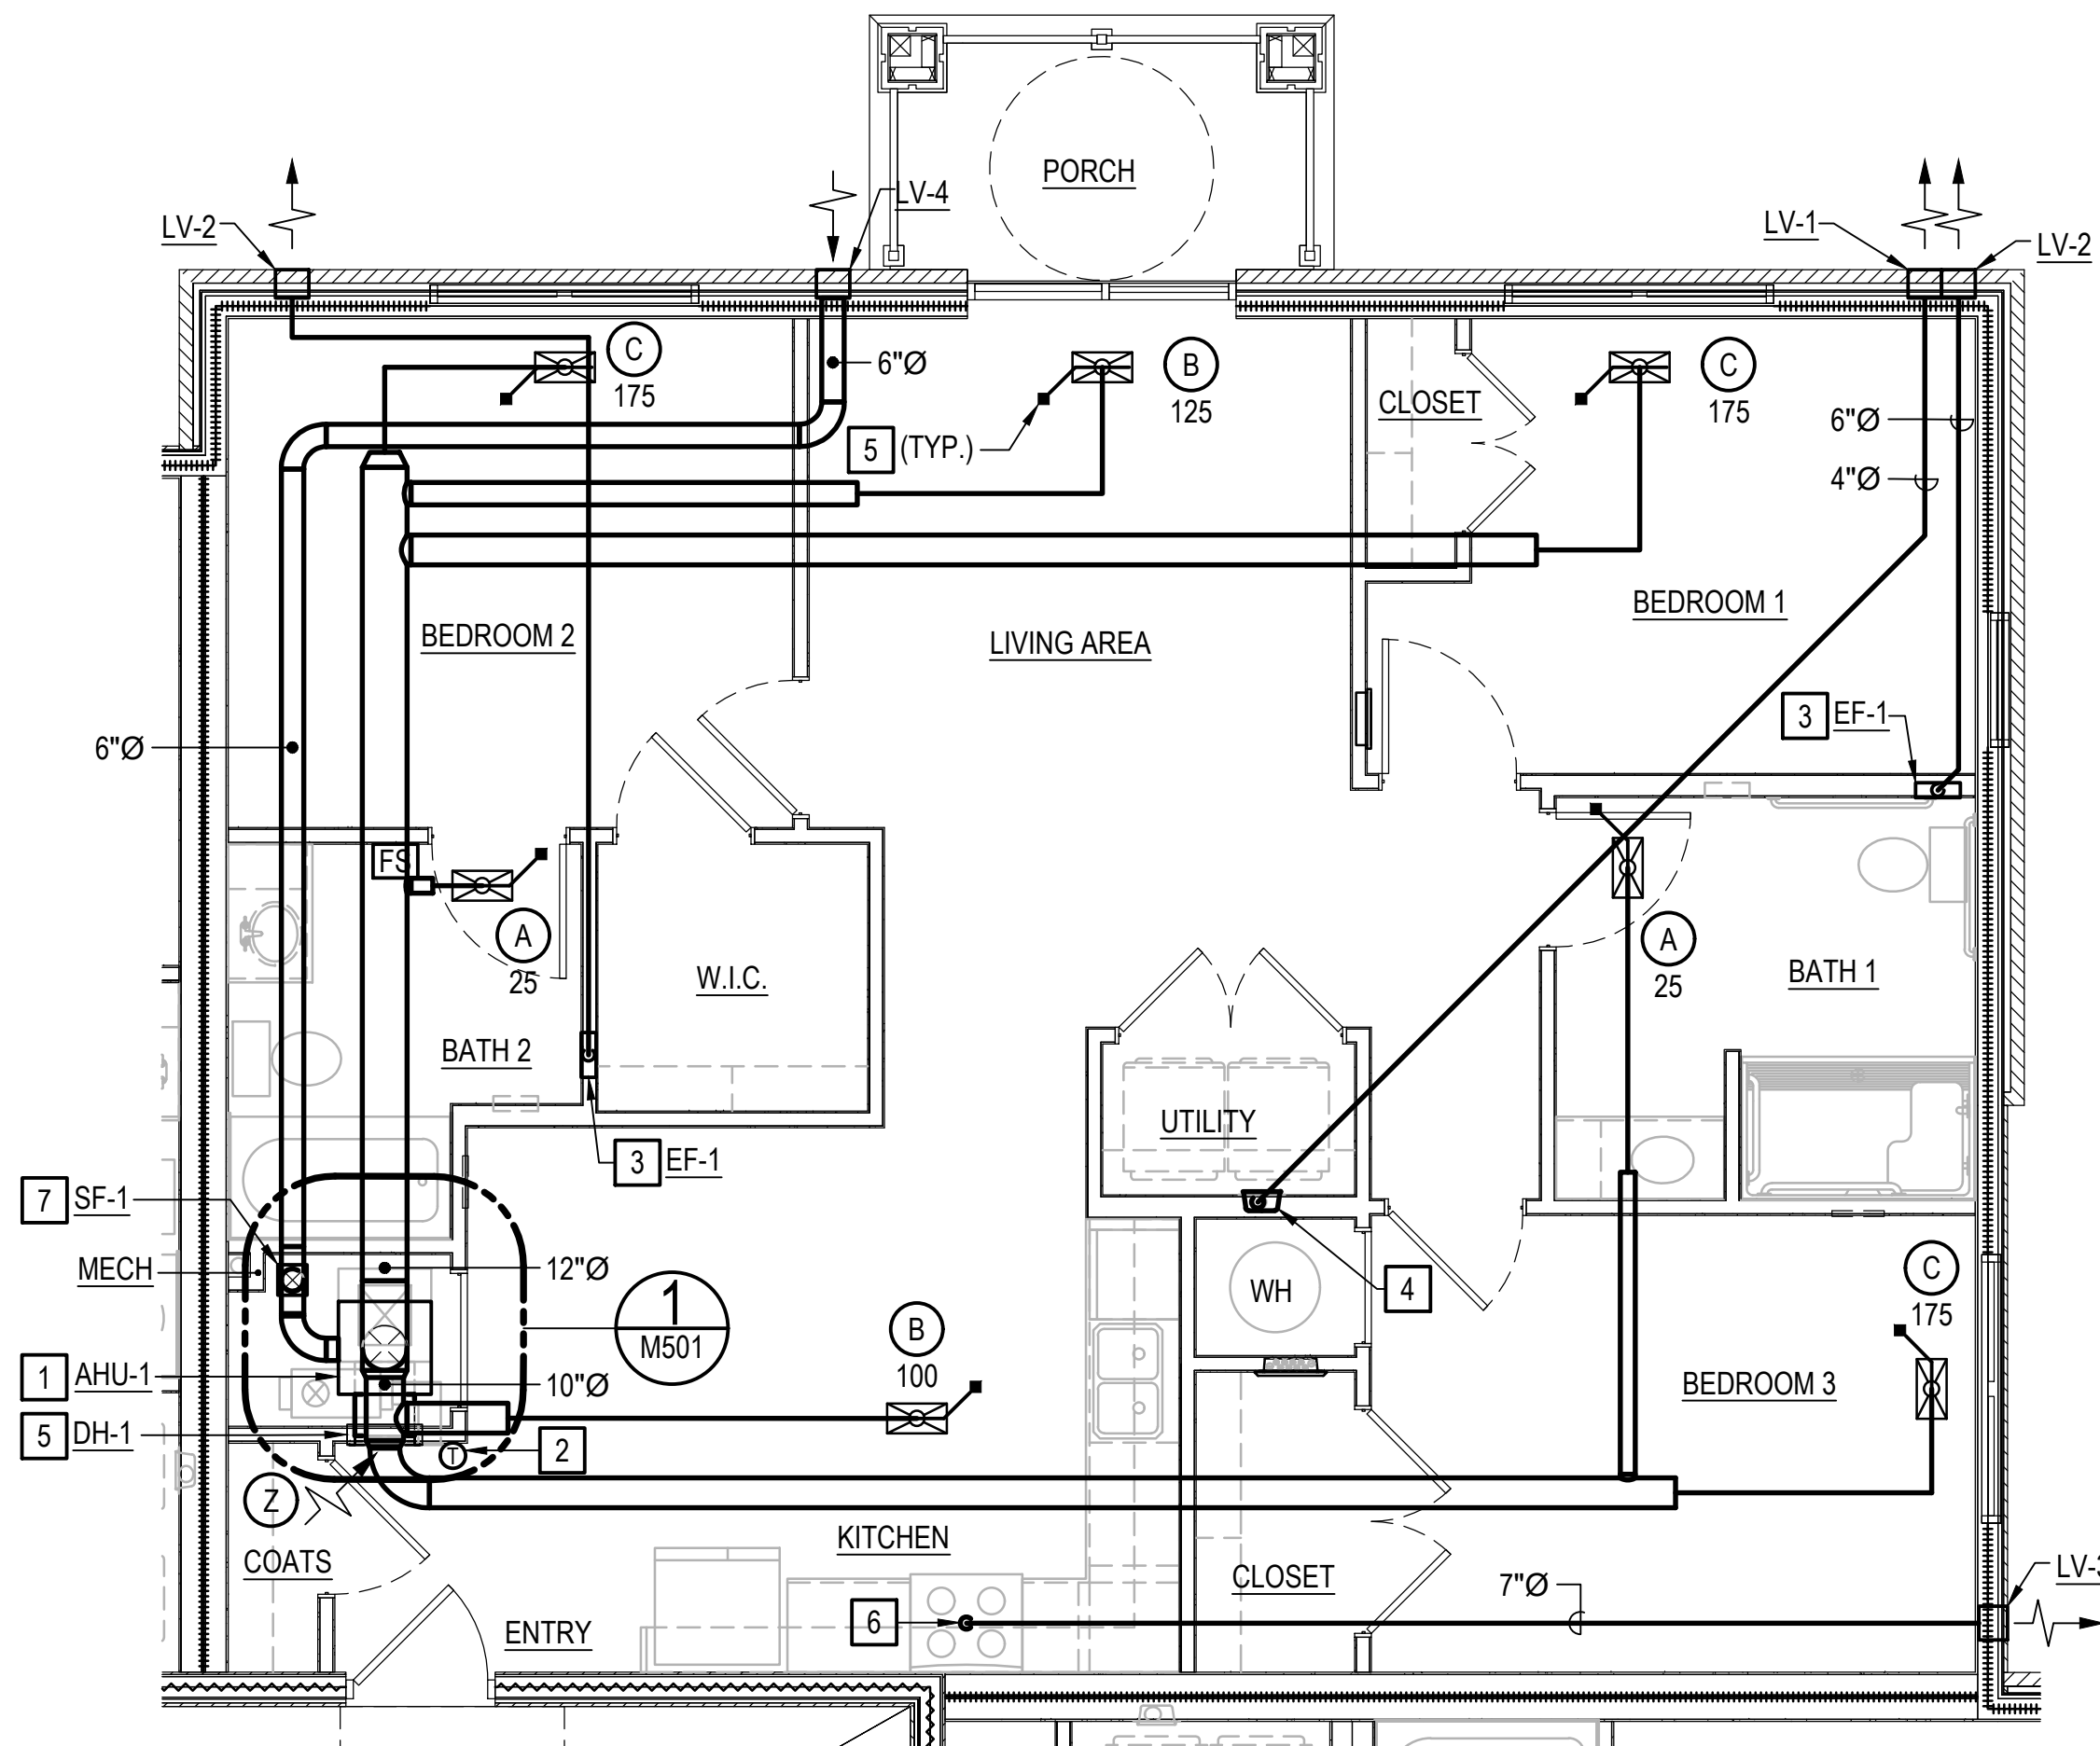 PORCH
LV-4
LV-2
LV-1
LV-2
C
175
6"Ø
B
125
5 (TYP.)
CLOSET
C
175
6"Ø
4"Ø
BEDROOM 2
LIVING AREA
BEDROOM 1
3 EF-1
6"Ø
FS
A
25
W.I.C.
A
25
BATH 1
BATH 2
UTILITY
3 EF-1
7 SF-1
MECH
12"Ø
1
M501
WH
4
C
175
B
100
1 AHU-1
10"Ø
BEDROOM 3
5 DH-1
T
2
Z
KITCHEN
COATS
CLOSET
7"Ø
LV-3
6
ENTRY